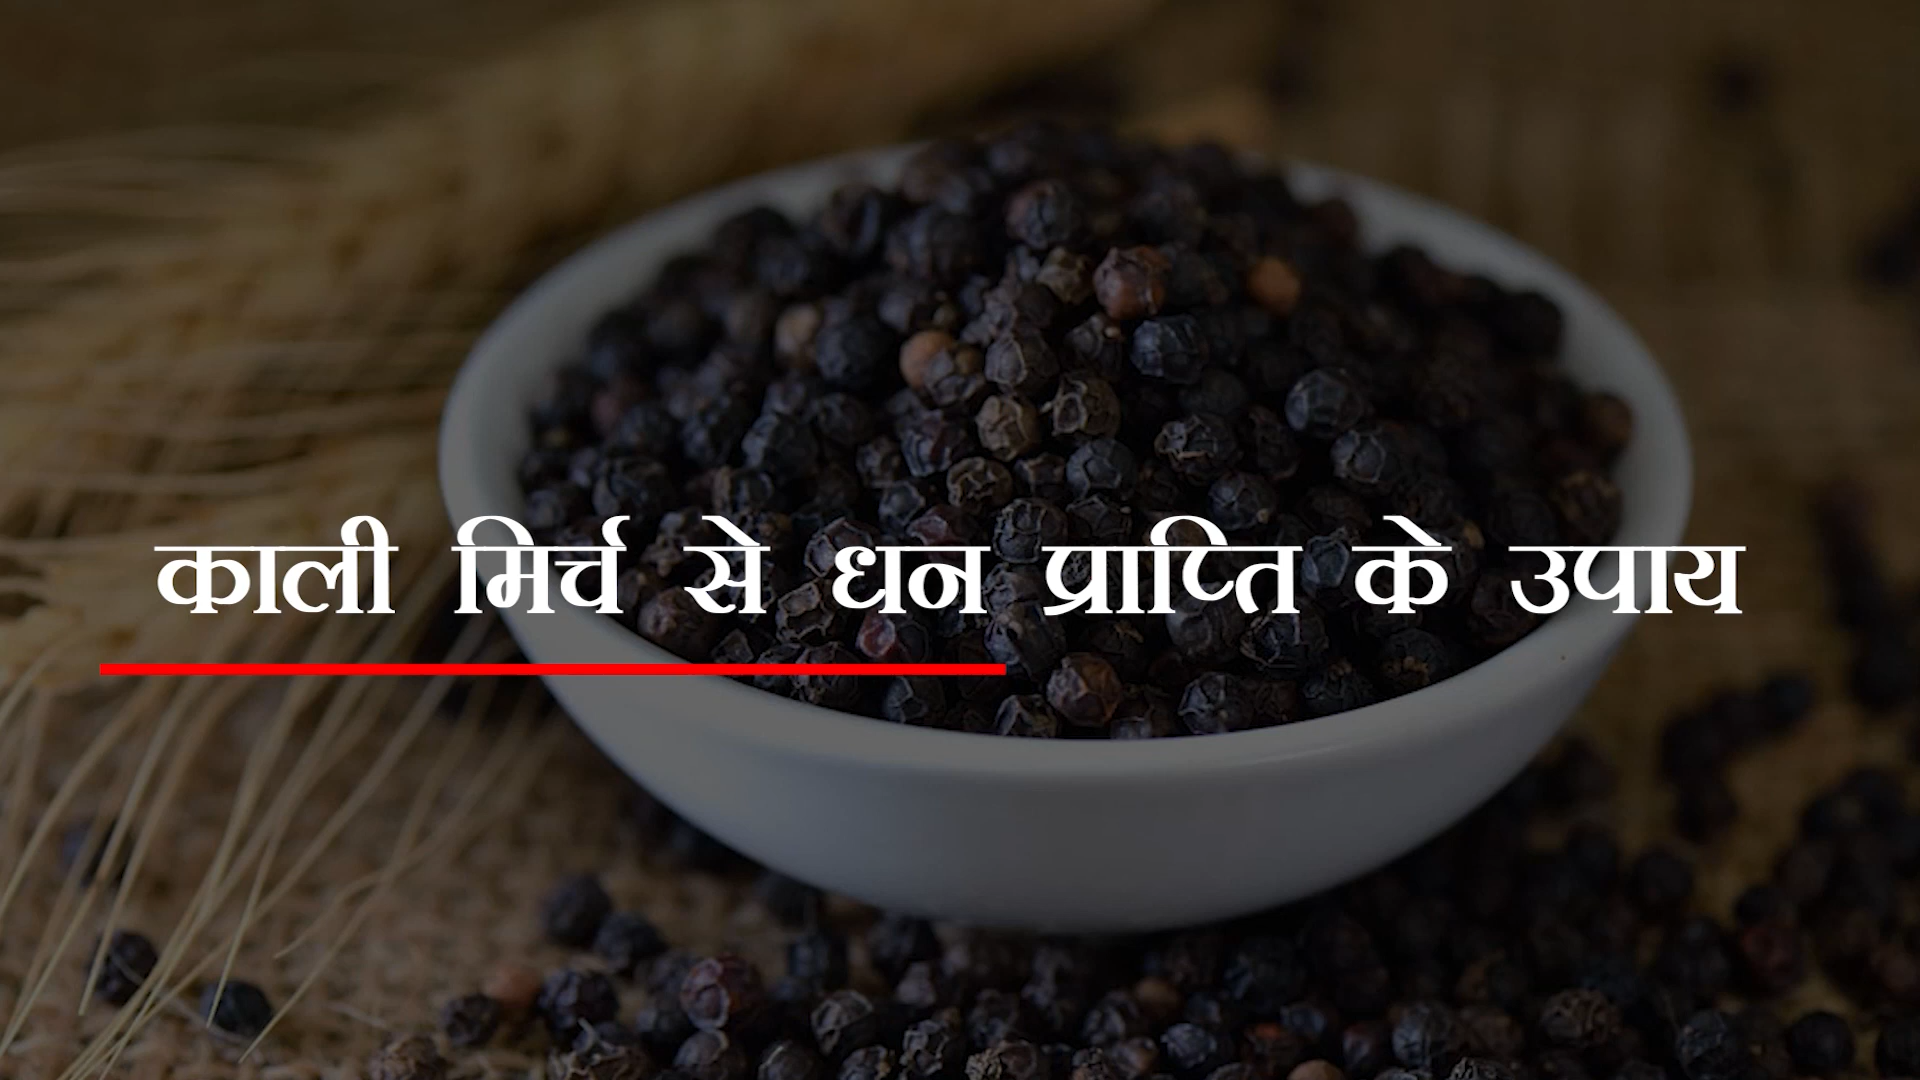 काली मिर्च से धन प्राप्ति के उपाय